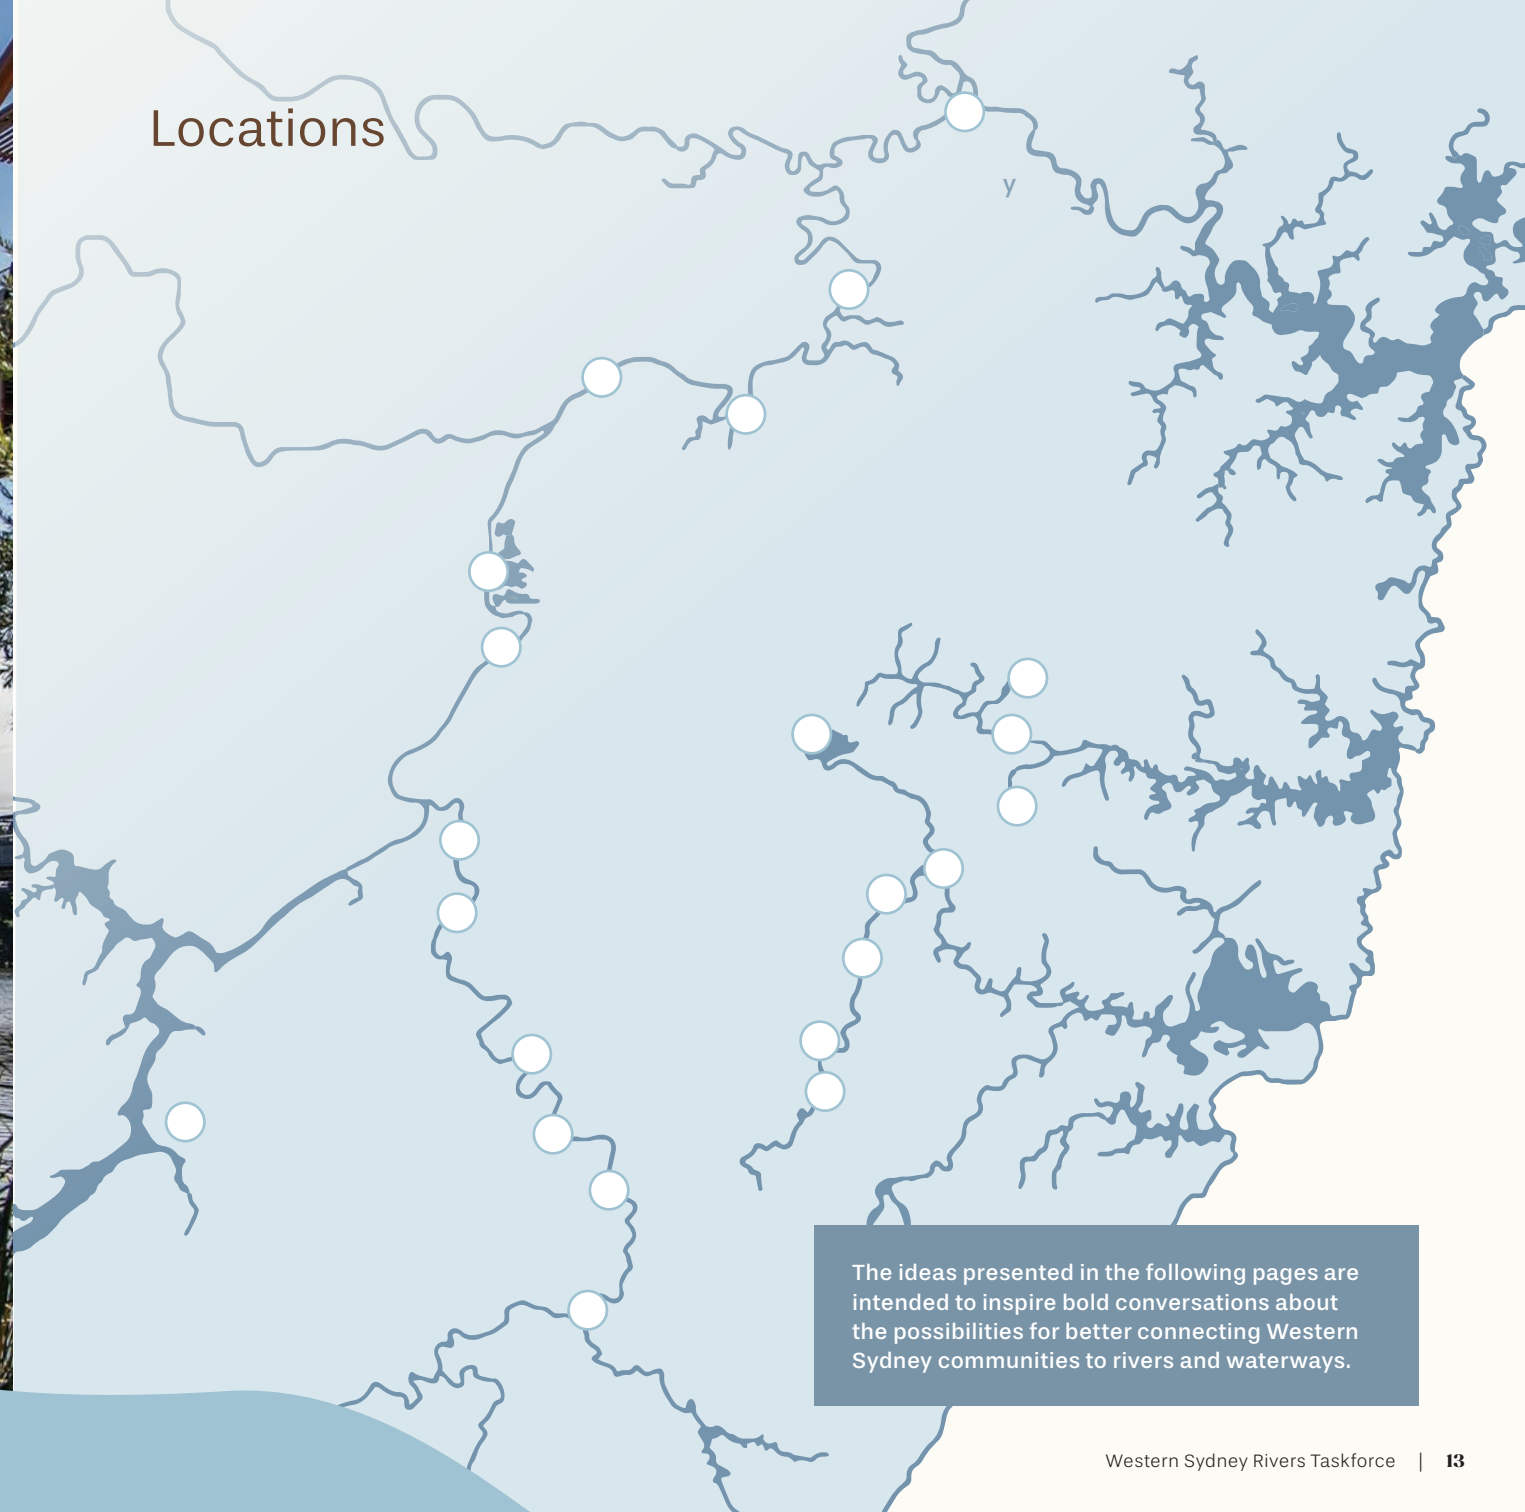 Locations
y
The ideas presented in the following pages are
intended to inspire bold conversations about
the possibilities for better connecting Western
Sydney communities to rivers and waterways.
Western Sydney Rivers Taskforce | 13